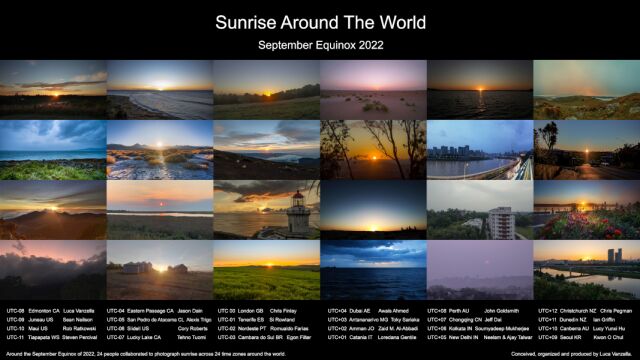 Sunrise Around The World
September Equinox 2022
UTC-08 Edmonton CA Luca Vanzella
UTC-09 Juneau US Sean Neilson
UTC-10 Maui US Rob Ratkowski
UTC-11 Tiapapata WS Steven Percival
UTC-04 Eastern Passage CA Jason Dain
UTC-05 San Pedro de Atacama CL Alexis Trigo
UTC-06 Slidell US Cory Roberts
UTC-07 Lucky Lake CA Tehno Tuomi
UTC-00 London GB Chris Finlay
UTC-01 Tenerife ES Si Rowland
UTC-02 Nordeste PT Romualdo Farias
UTC-03 Cambara do Sul BR Egon Filter
UTC+04 Dubai AE Awais Ahmed
UTC+03 Antananarivo MG Toky Eariaka
UTC+02 Amman JO Zaid M. Al-Abbadi
UTC+01 Catania IT Loredana Gentile
UTC+08 Perth AU John Goldsmith
UTC+07 Chongqing CN Jeff Dai
UTC+06 Kolkata IN Soumyadeep Mukherjee
UTC+05 New Delhi IN Neelam & Ajay Talwar
UTC+12 Christchurch NZ Chris Pegman
UTC+11 Dunedin NZ Ian Griffin
UTC+10 Canberra AU Lucy Yunxi Hu
UTC+09 Seoul KR Kwon O Chul
Around the September Equinox of 2022, 24 people collaborated to photograph sunrise across 24 time zones around the world.
Conceived, organized and produced by Luca Vanzella